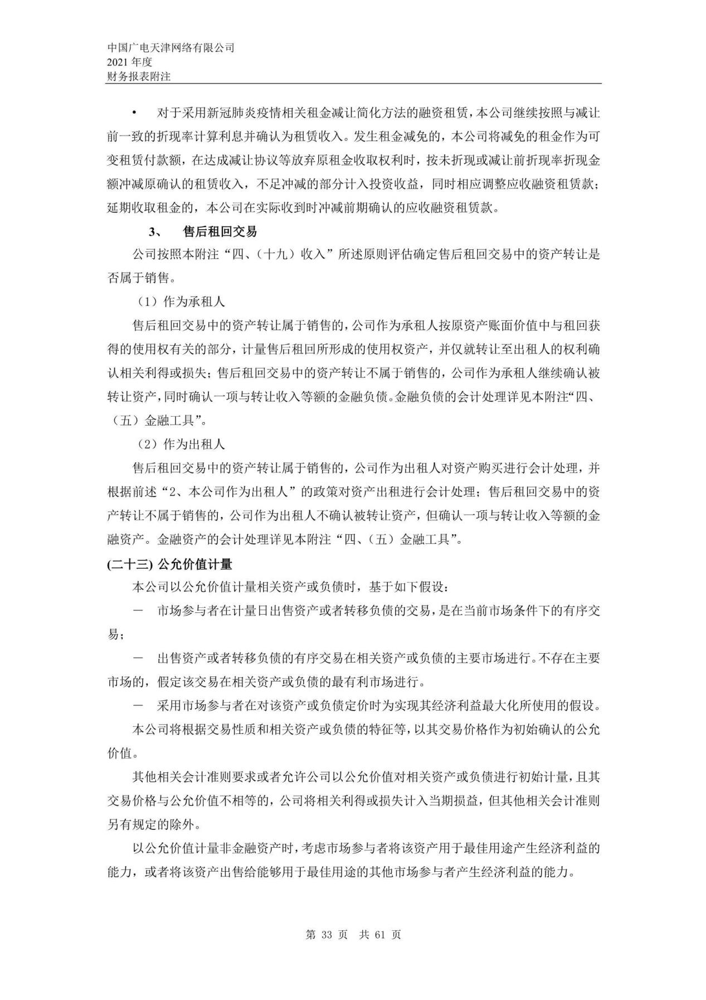 中国广电天津网络有限公司
2021 年度
财务报表附注
• 对于采用新冠肺炎疫情相关租金减让简化方法的融资租赁，本公司继续按照与减让
前一致的折现率计算利息并确认为租赁收入。发生租金减免的，本公司将减免的租金作为可
变租赁付款额，在达成减让协议等放弃原租金收取权利时，按未折现或减让前折现率折现金
额冲减原确认的租赁收入，不足冲减的部分计入投资收益，同时相应调整应收融资租赁款；
延期收取租金的，本公司在实际收到时冲减前期确认的应收融资租赁款。
3、 售后租回交易
公司按照本附注“四、（十九）收入”所述原则评估确定售后租回交易中的资产转让是
否属于销售。
（1）作为承租人
售后租回交易中的资产转让属于销售的，公司作为承租人按原资产账面价值中与租回获
得的使用权有关的部分，计量售后租回所形成的使用权资产，并仅就转让至出租人的权利确
认相关利得或损失；售后租回交易中的资产转让不属于销售的，公司作为承租人继续确认被
转让资产，同时确认一项与转让收入等额的金融负债。金融负债的会计处理详见本附注“四、
（五）金融工具”。
（2）作为出租人
售后租回交易中的资产转让属于销售的，公司作为出租人对资产购买进行会计处理，并
根据前述“2、本公司作为出租人”的政策对资产出租进行会计处理；售后租回交易中的资
产转让不属于销售的，公司作为出租人不确认被转让资产，但确认一项与转让收入等额的金
融资产。金融资产的会计处理详见本附注“四、（五）金融工具”。
(二十三) 公允价值计量
本公司以公允价值计量相关资产或负债时，基于如下假设：
— 市场参与者在计量日出售资产或者转移负债的交易，是在当前市场条件下的有序交
易；
— 出售资产或者转移负债的有序交易在相关资产或负债的主要市场进行。不存在主要
市场的，假定该交易在相关资产或负债的最有利市场进行。
— 采用市场参与者在对该资产或负债定价时为实现其经济利益最大化所使用的假设。
本公司将根据交易性质和相关资产或负债的特征等，以其交易价格作为初始确认的公允
价值。
其他相关会计准则要求或者允许公司以公允价值对相关资产或负债进行初始计量，且其
交易价格与公允价值不相等的，公司将相关利得或损失计入当期损益，但其他相关会计准则
另有规定的除外。
以公允价值计量非金融资产时，考虑市场参与者将该资产用于最佳用途产生经济利益的
能力，或者将该资产出售给能够用于最佳用途的其他市场参与者产生经济利益的能力。
第 33 页 共 61 页